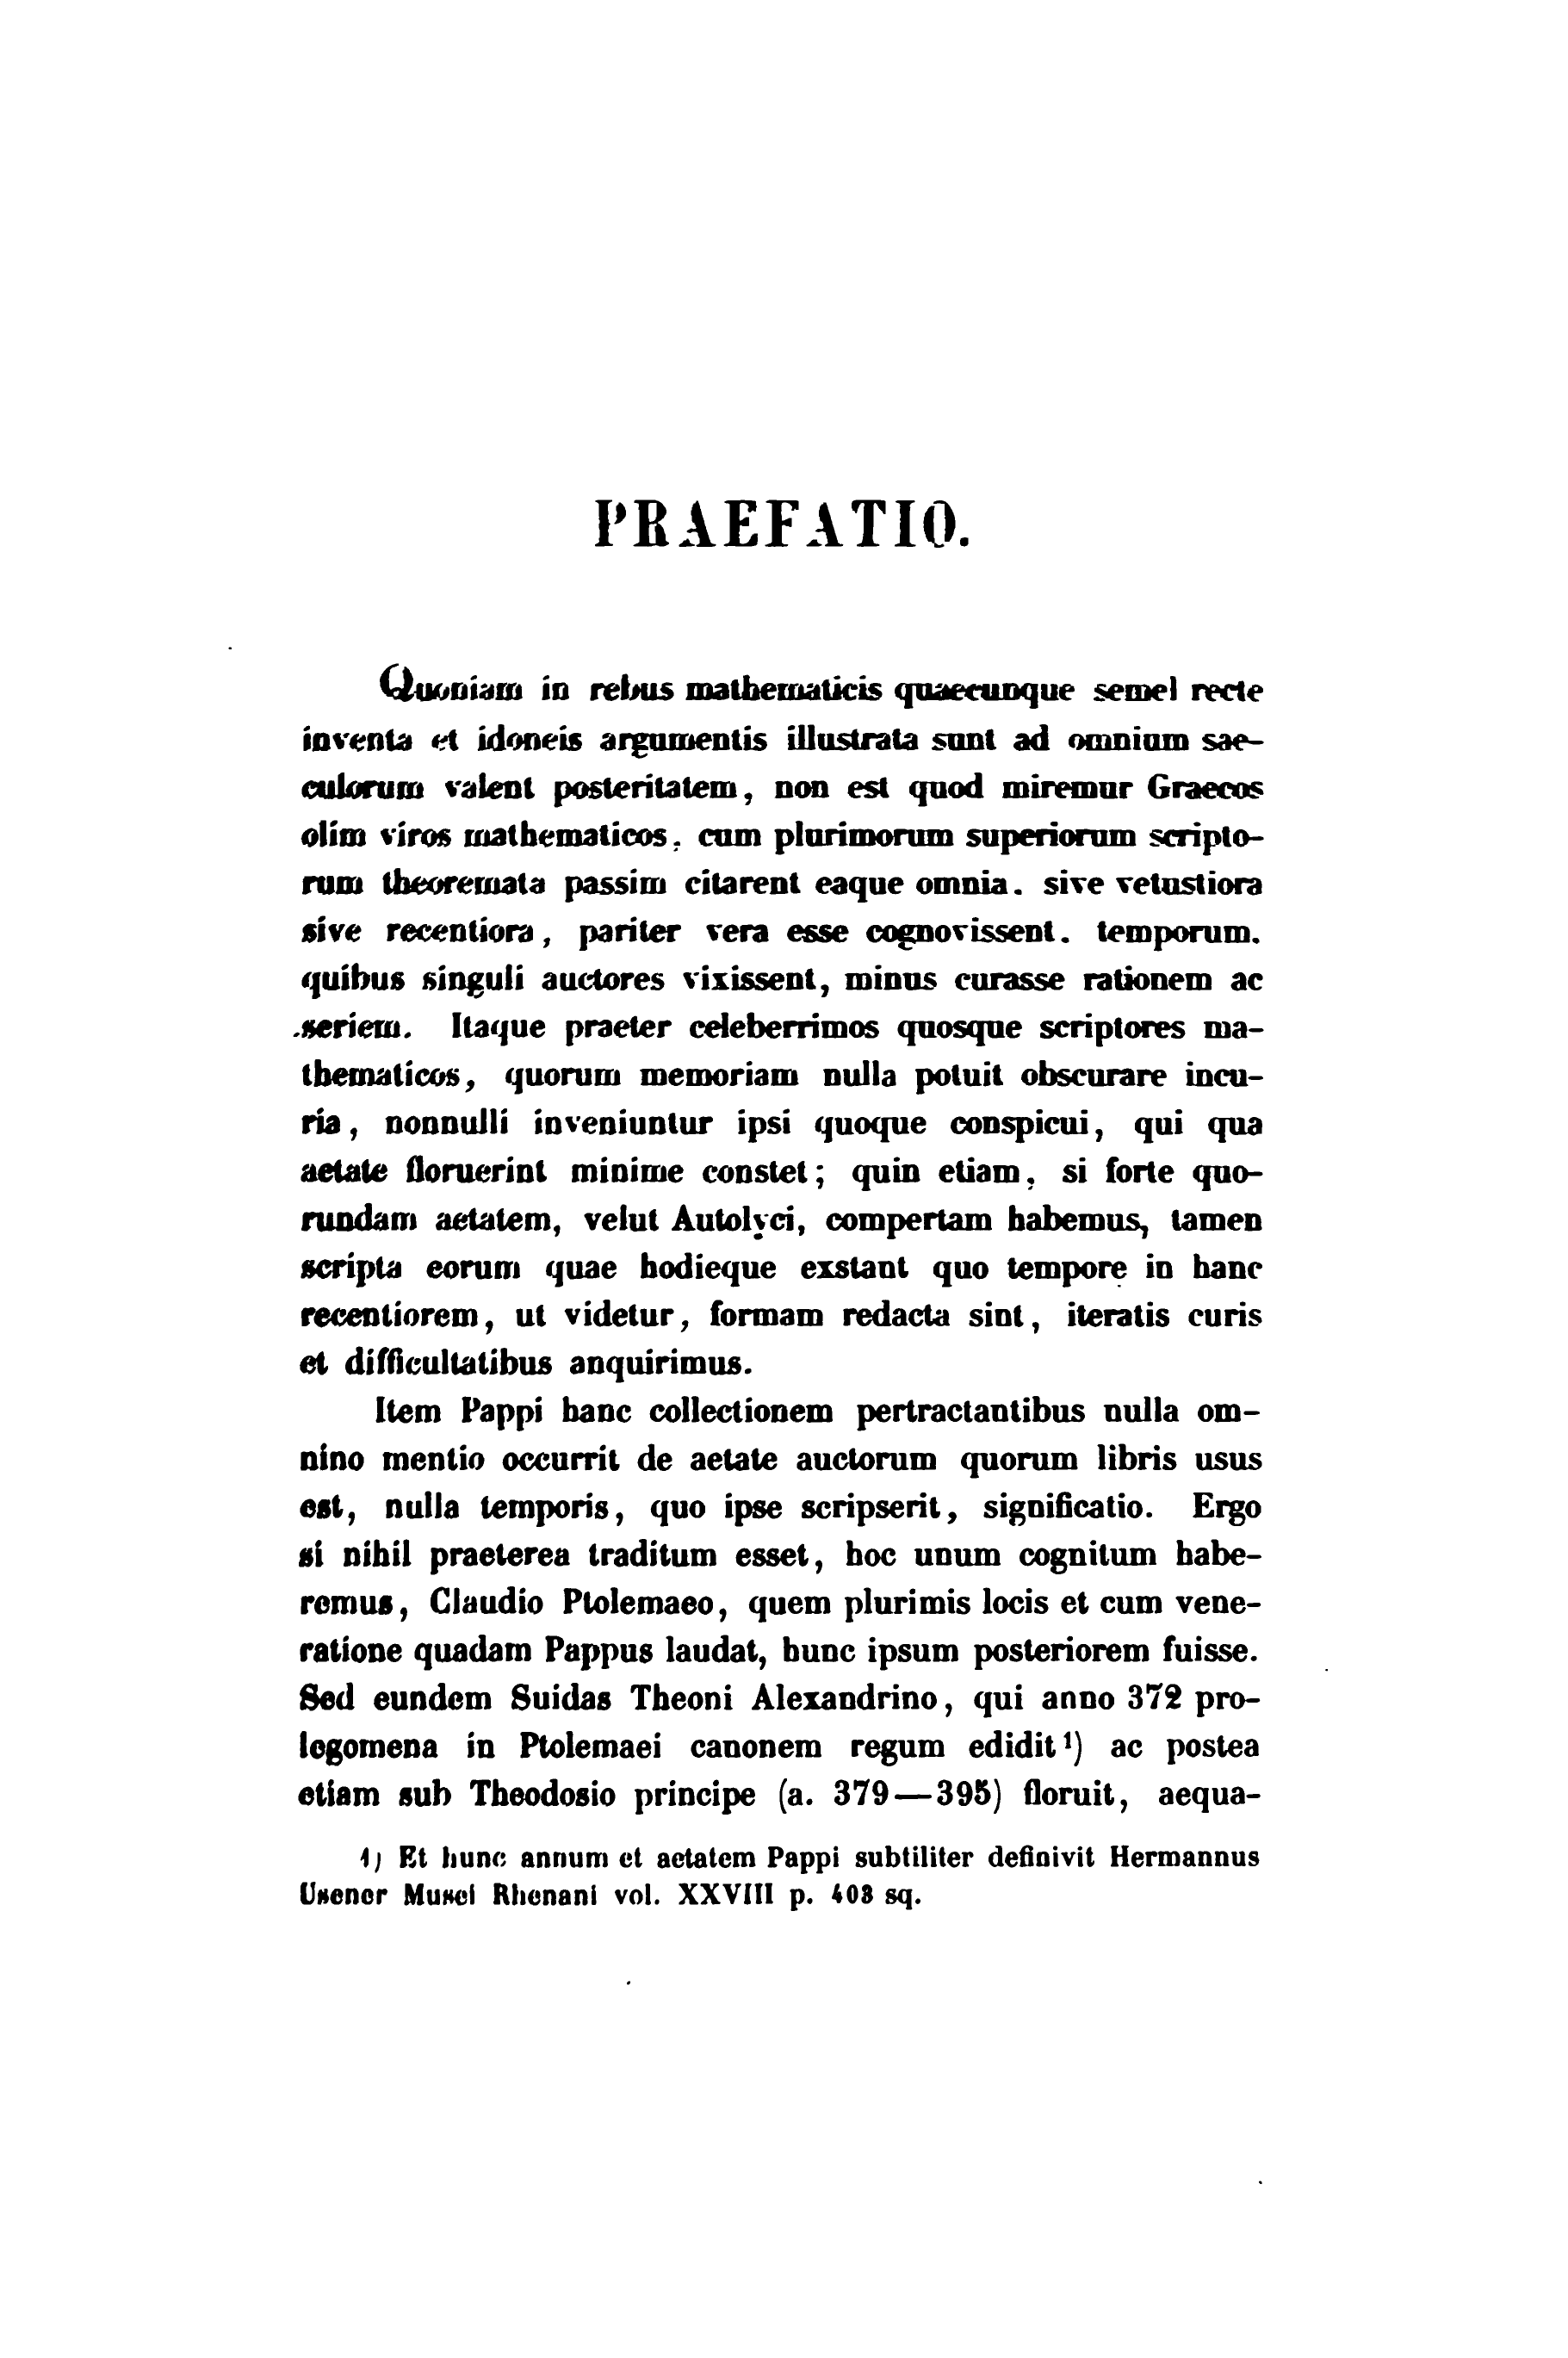 PRAEFATIO.
Quoniam in rebus mathematicis quaecunque semel recte
inventa et idoneis argumentis illustrata sunt ad omnium sae-
culorum valent posteritatem, non est quod miremur Graecos
olim viros mathematicos, cum plurimorum superiorum scripto-
rum theoremata passim citarent eaque omnia, sive vetustiora
sive recentiora, pariter vera esse cognovissent, temporum,
quibus singuli auctores vixissent, minus curasse rationem ac
seriem. Itaque praeter celeberrimos quosque scriptores ma-
thematicos, quorum memoriam nulla potuit obscurare incu-
ria, nonnulli inveniuntur ipsi quoque conspicui, qui qua
aetate floruerint minime constet; quin etiam, si forte quo-
rundam aetatem, velut Autolyci, compertam habemus, tamen
scripta eorum quae hodieque exstant quo tempore in hanc
recentiorem, ut videtur, formam redacta sint, iteratis curis
et difficultatibus anquirimus.
Item Pappi hanc collectionem pertractantibus nulla om-
nino mentio occurrit de aetate auctorum quorum libris usus
est, nulla temporis, quo ipse scripserit, significatio. Ergo
si nihil praeterea traditum esset, hoc unum cognitum habe-
remus, Claudio Ptolemaeo, quem plurimis locis et cum vene-
ratione quadam Pappus laudat, hunc ipsum posteriorem fuisse.
Sed eundem Suidas Theoni Alexandrino, qui anno 372 pro-
legomena in Ptolemaei canonem regum edidit¹) ac postea
etiam sub Theodosio principe (a. 379—395) floruit, aequa-
1) Et hunc annum et aetatem Pappi subtiliter definivit Hermannus
Usener Musei Rhenani vol. XXVIII p. 403 sq.